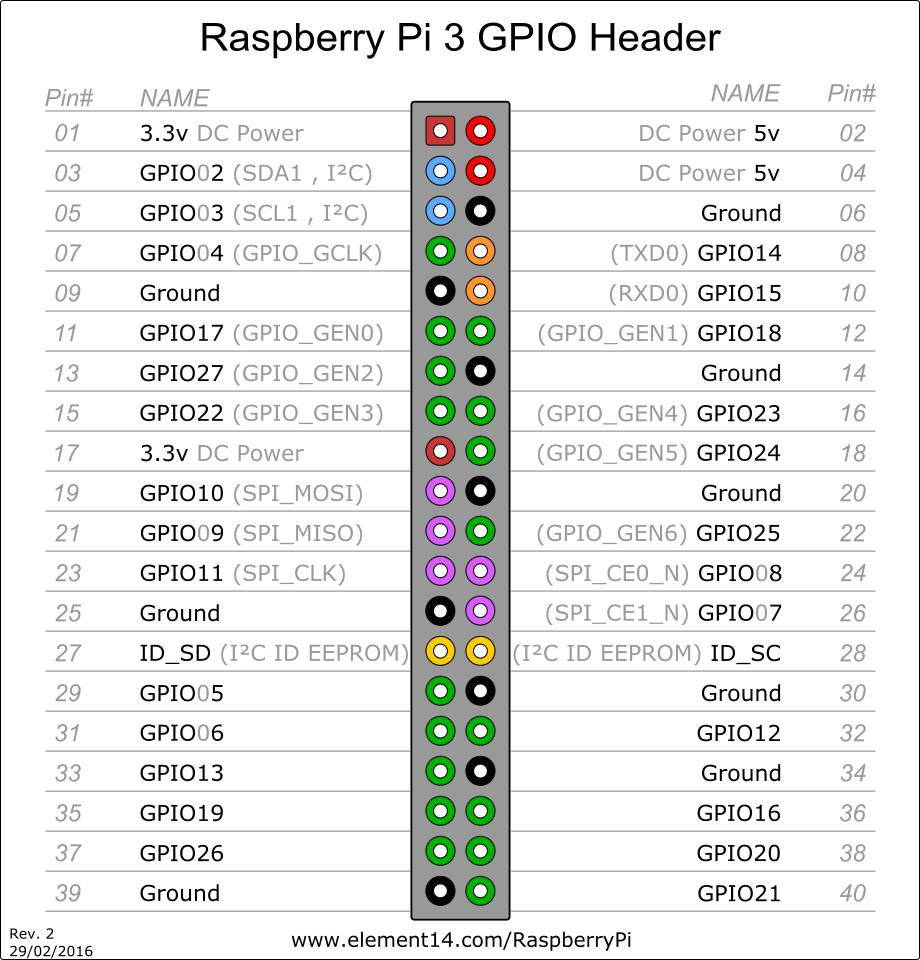 Raspberry Pi 3 GPIO Header
Pin# NAME NAME Pin#
01 3.3v DC Power DC Power 5v 02
03 GPIO02 (SDA1 , I²C) DC Power 5v 04
05 GPIO03 (SCL1 , I²C) Ground 06
07 GPIO04 (GPIO_GCLK) (TXD0) GPIO14 08
09 Ground (RXD0) GPIO15 10
11 GPIO17 (GPIO_GEN0) (GPIO_GEN1) GPIO18 12
13 GPIO27 (GPIO_GEN2) Ground 14
15 GPIO22 (GPIO_GEN3) (GPIO_GEN4) GPIO23 16
17 3.3v DC Power (GPIO_GEN5) GPIO24 18
19 GPIO10 (SPI_MOSI) Ground 20
21 GPIO09 (SPI_MISO) (GPIO_GEN6) GPIO25 22
23 GPIO11 (SPI_CLK) (SPI_CE0_N) GPIO08 24
25 Ground (SPI_CE1_N) GPIO07 26
27 ID_SD (I²C ID EEPROM) (I²C ID EEPROM) ID_SC 28
29 GPIO05 Ground 30
31 GPIO06 GPIO12 32
33 GPIO13 Ground 34
35 GPIO19 GPIO16 36
37 GPIO26 GPIO20 38
39 Ground GPIO21 40
Rev. 2
29/02/2016
www.element14.com/RaspberryPi